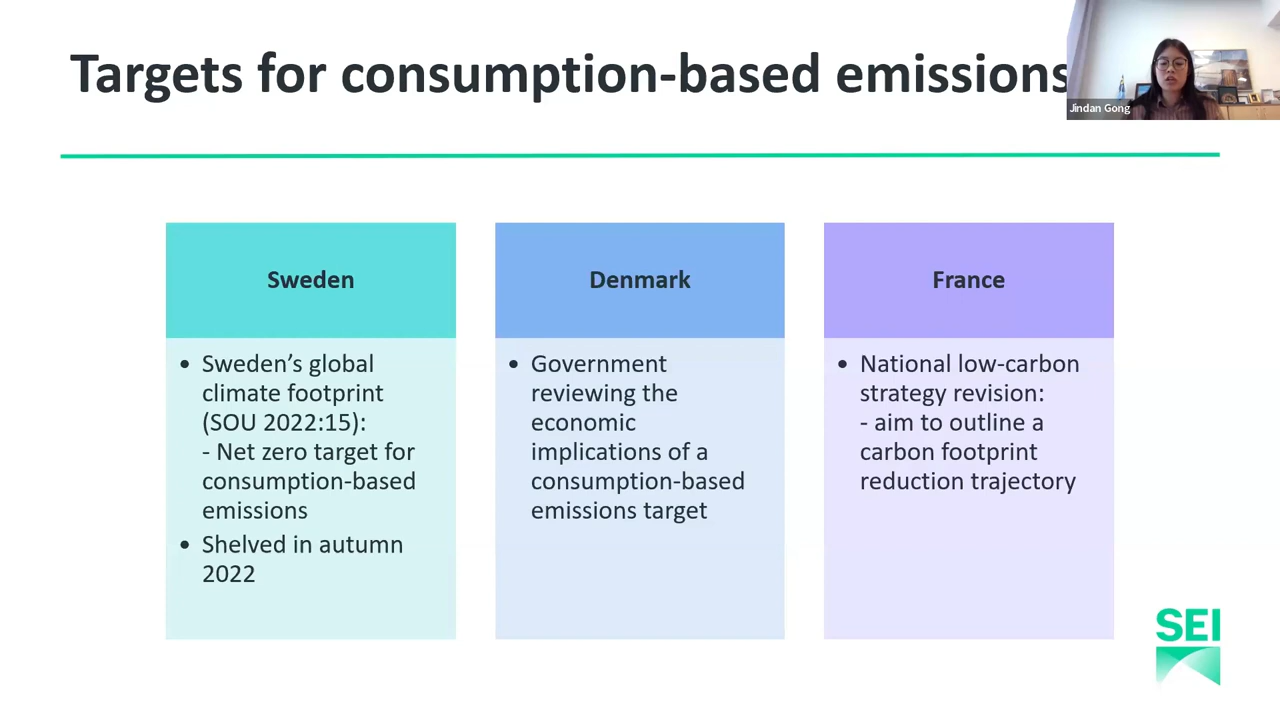 Targets for consumption-based emissions
Jindan Gong
Sweden
• Sweden’s global
climate footprint
(SOU 2022:15):
- Net zero target for
consumption-based
emissions
• Shelved in autumn
2022
Denmark
• Government
reviewing the
economic
implications of a
consumption-based
emissions target
France
• National low-carbon
strategy revision:
- aim to outline a
carbon footprint
reduction trajectory
SEI